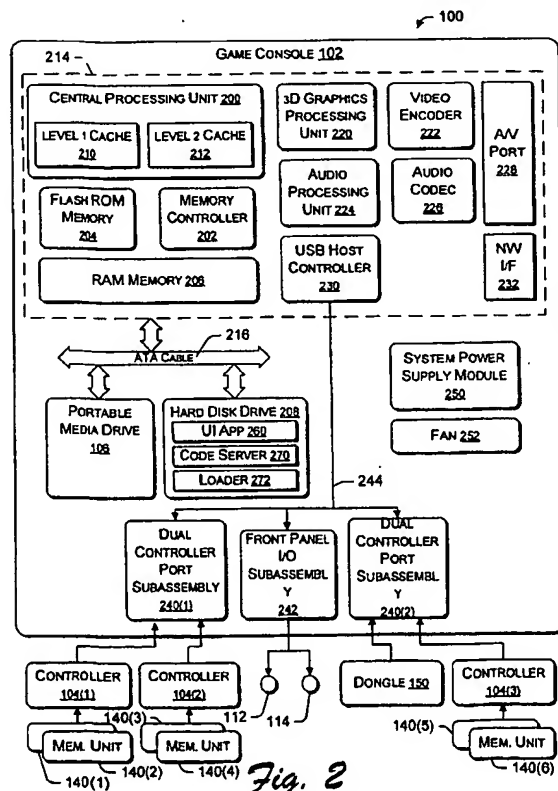 100
214
GAME CONSOLE 102
CENTRAL PROCESSING UNIT 200
LEVEL 1 CACHE
210
LEVEL 2 CACHE
212
3D GRAPHICS
PROCESSING
UNIT 220
VIDEO
ENCODER
222
A/V
PORT
228
FLASH ROM
MEMORY
204
MEMORY
CONTROLLER
202
AUDIO
PROCESSING
UNIT 224
AUDIO
CODEC
226
RAM MEMORY 206
USB HOST
CONTROLLER
230
NW
I/F
232
216
ATA CABLE
SYSTEM POWER
SUPPLY MODULE
250
PORTABLE
MEDIA DRIVE
106
HARD DISK DRIVE 208
UI APP 260
CODE SERVER 270
LOADER 272
FAN 252
244
DUAL
CONTROLLER
PORT
SUBASSEMBLY
240(1)
FRONT PANEL
I/O
SUBASSEMBL
Y
242
DUAL
CONTROLLER
PORT
SUBASSEMBL
Y
240(2)
CONTROLLER
104(1)
CONTROLLER
104(2)
112
114
DONGLE 150
CONTROLLER
104(3)
140(3)
140(5)
MEM. UNIT
MEM. UNIT
MEM. UNIT
140(2)
140(4)
140(6)
140(1)
Fig. 2